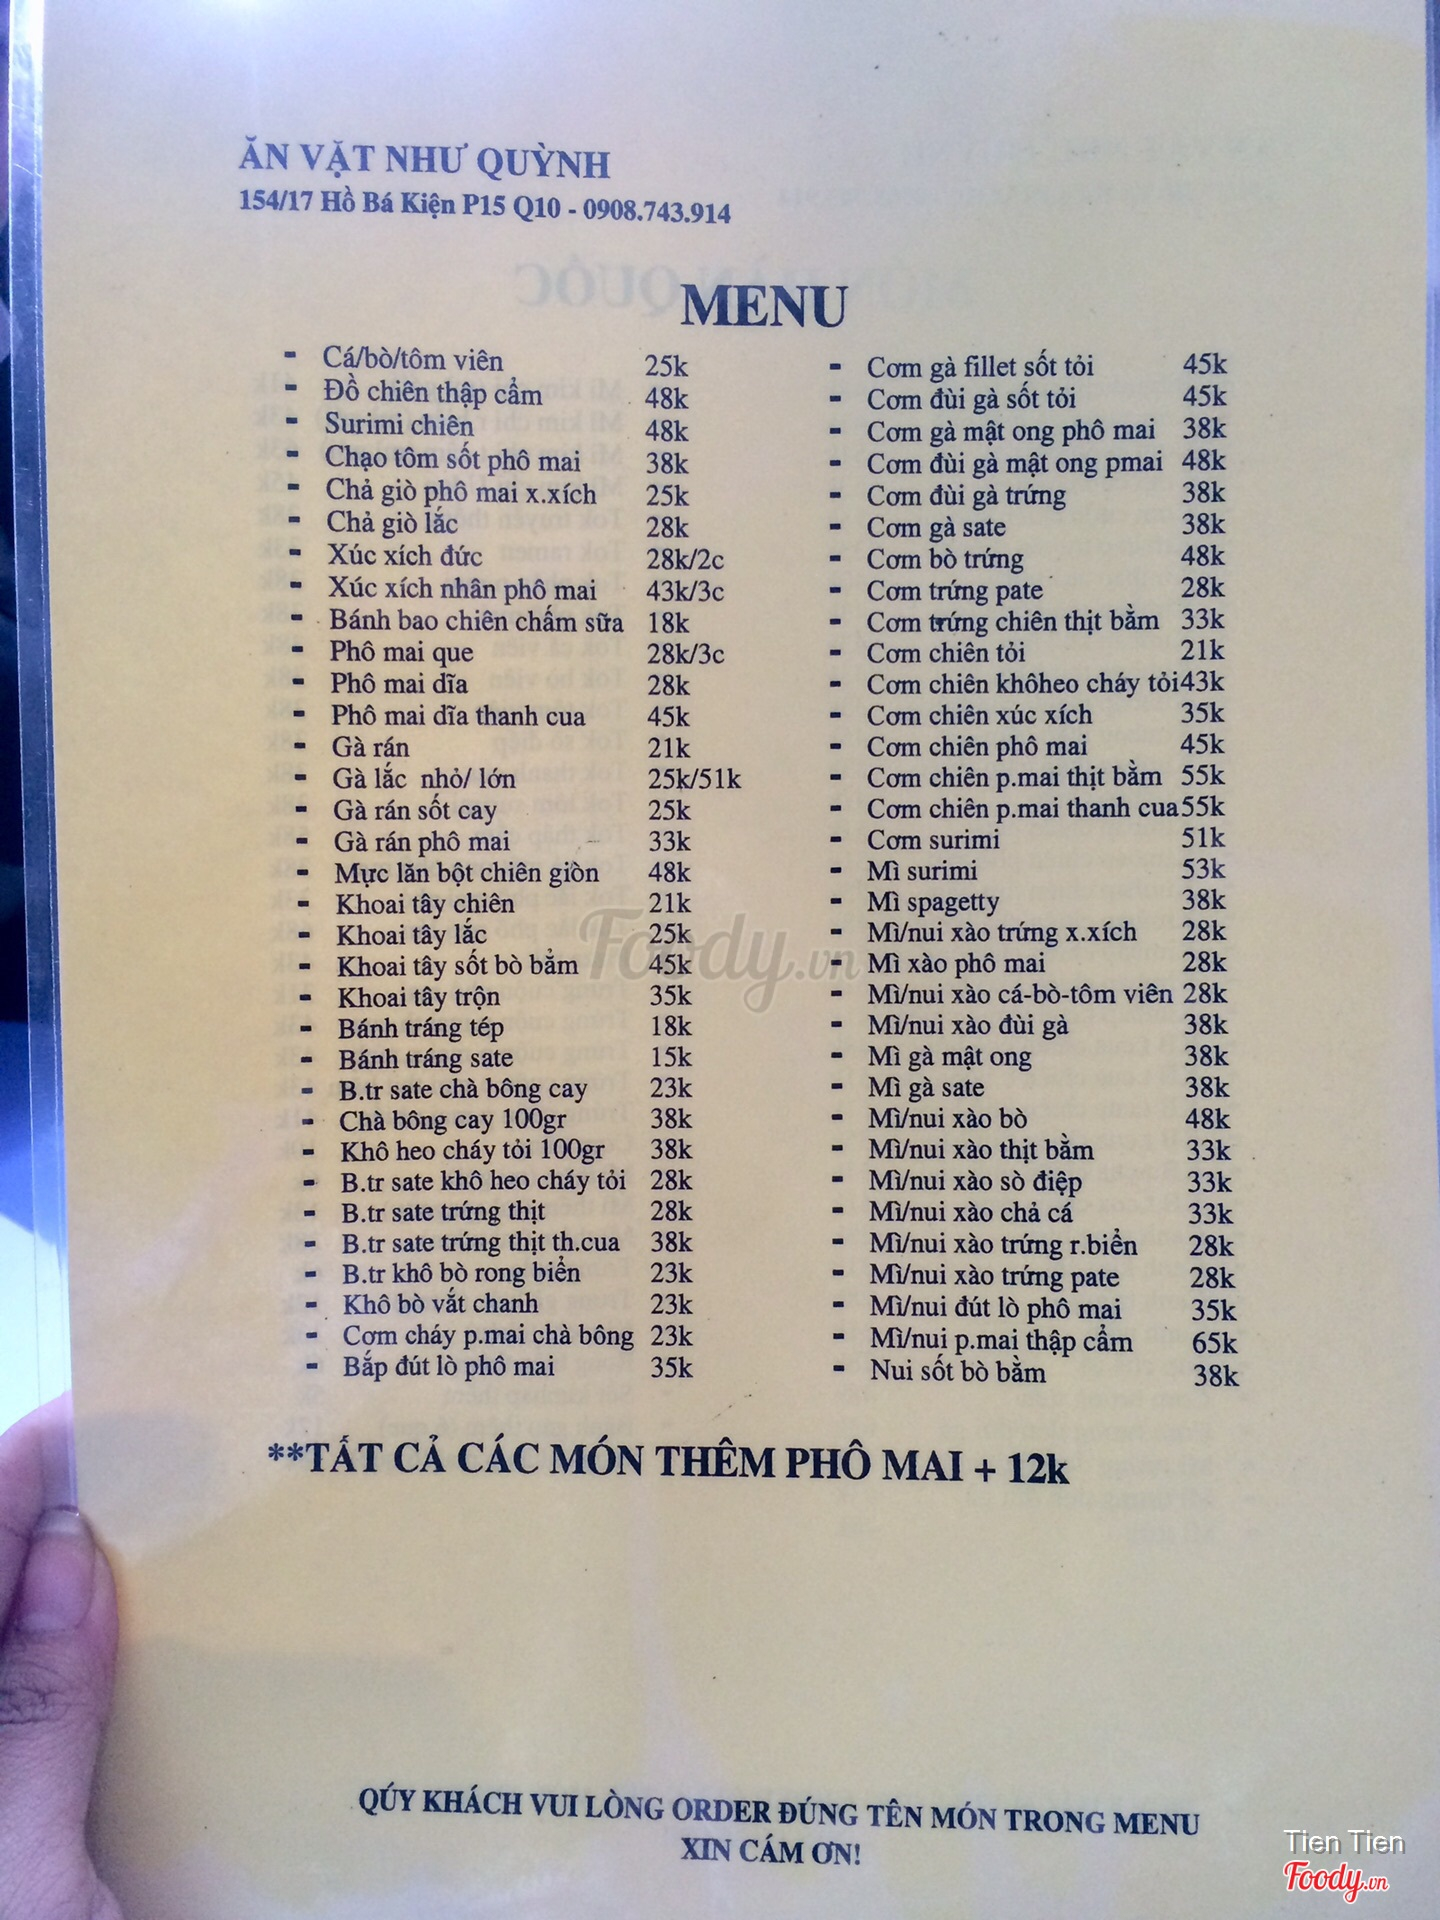 ĂN VẶT NHƯ QUỲNH
154/17 Hồ Bá Kiện P15 Q10 - 0908.743.914
MENU
- Cá/bò/tôm viên 25k
- Đồ chiên thập cẩm 48k
- Surimi chiên 48k
- Chạo tôm sốt phô mai 38k
- Chả giò phô mai x.xích 25k
- Chả giò lắc 28k
- Xúc xích đức 28k/2c
- Xúc xích nhân phô mai 43k/3c
- Bánh bao chiên chấm sữa 18k
- Phô mai que 28k/3c
- Phô mai dĩa 28k
- Phô mai dĩa thanh cua 45k
- Gà rán 21k
- Gà lắc nhỏ/ lớn 25k/51k
- Gà rán sốt cay 25k
- Gà rán phô mai 33k
- Mực lăn bột chiên giòn 48k
- Khoai tây chiên 21k
- Khoai tây lắc 25k
- Khoai tây sốt bò bằm 45k
- Khoai tây trộn 35k
- Bánh tráng tép 18k
- Bánh tráng sate 15k
- B.tr sate chà bông cay 23k
- Chà bông cay 100gr 38k
- Khô heo cháy tỏi 100gr 38k
- B.tr sate khô heo cháy tỏi 28k
- B.tr sate trứng thịt 28k
- B.tr sate trứng thịt th.cua 38k
- B.tr khô bò rong biển 23k
- Khô bò vắt chanh 23k
- Cơm cháy p.mai chà bông 23k
- Bắp đút lò phô mai 35k
- Cơm gà fillet sốt tỏi 45k
- Cơm đùi gà sốt tỏi 45k
- Cơm gà mật ong phô mai 38k
- Cơm đùi gà mật ong pmai 48k
- Cơm đùi gà trứng 38k
- Cơm gà sate 38k
- Cơm bò trứng 48k
- Cơm trứng pate 28k
- Cơm trứng chiên thịt bằm 33k
- Cơm chiên tỏi 21k
- Cơm chiên khôheo cháy tỏi43k
- Cơm chiên xúc xích 35k
- Cơm chiên phô mai 45k
- Cơm chiên p.mai thịt bằm 55k
- Cơm chiên p.mai thanh cua55k
- Cơm surimi 51k
- Mì surimi 53k
- Mì spagetty 38k
- Mì/nui xào trứng x.xích 28k
- Mì xào phô mai 28k
- Mì/nui xào cá-bò-tôm viên 28k
- Mì/nui xào đùi gà 38k
- Mì gà mật ong 38k
- Mì gà sate 38k
- Mì/nui xào bò 48k
- Mì/nui xào thịt bằm 33k
- Mì/nui xào sò điệp 33k
- Mì/nui xào chả cá 33k
- Mì/nui xào trứng r.biển 28k
- Mì/nui xào trứng pate 28k
- Mì/nui đút lò phô mai 35k
- Mì/nui p.mai thập cẩm 65k
- Nui sốt bò bằm 38k
**TẤT CẢ CÁC MÓN THÊM PHÔ MAI + 12k
QÚY KHÁCH VUI LÒNG ORDER ĐÚNG TÊN MÓN TRONG MENU
XIN CÁM ƠN!
Foody.vn
Tien Tien
Foody.vn